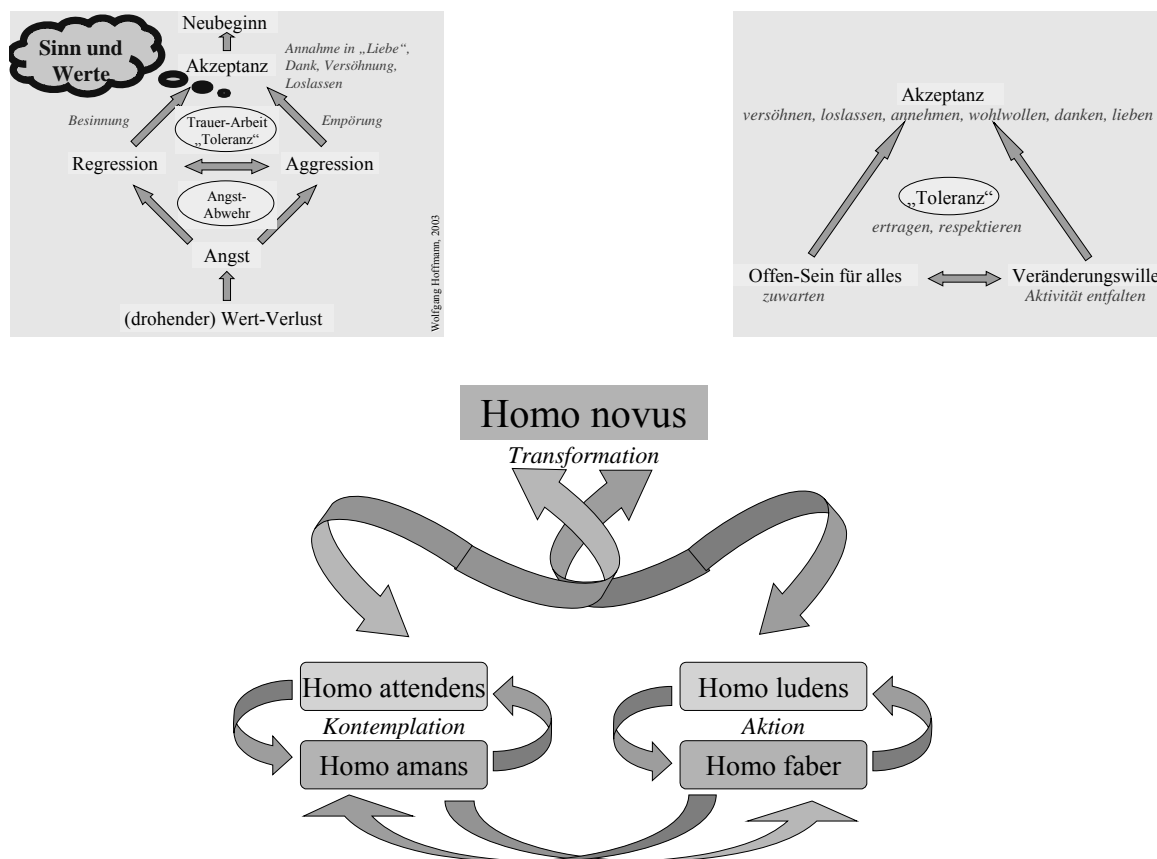 Neubeginn
Sinn und
Werte
Akzeptanz
Annahme in „Liebe“,
Dank, Versöhnung,
Loslassen
Besinnung
Trauer-Arbeit
„Toleranz“
Empörung
Regression
Aggression
Angst-
Abwehr
Angst
(drohender) Wert-Verlust
Wolfgang Hoffmann, 2003
Akzeptanz
versöhnen, loslassen, annehmen, wohlwollen, danken, lieben
„Toleranz“
ertragen, respektieren
Offen-Sein für alles
zuwarten
Veränderungswille
Aktivität entfalten
Homo novus
Transformation
Homo attendens
Kontemplation
Homo amans
Homo ludens
Aktion
Homo faber